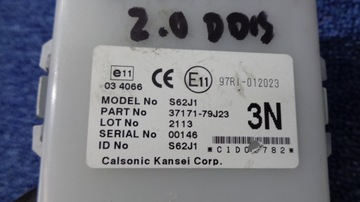 2.0 DDIS
e11
03 4066
CE
E11
97RI-012023
MODEL No S62J1
PART No 37171-79J23
LOT No 2113
SERIAL No 00146
ID No S62J1
3N
Calsonic Kansei Corp.